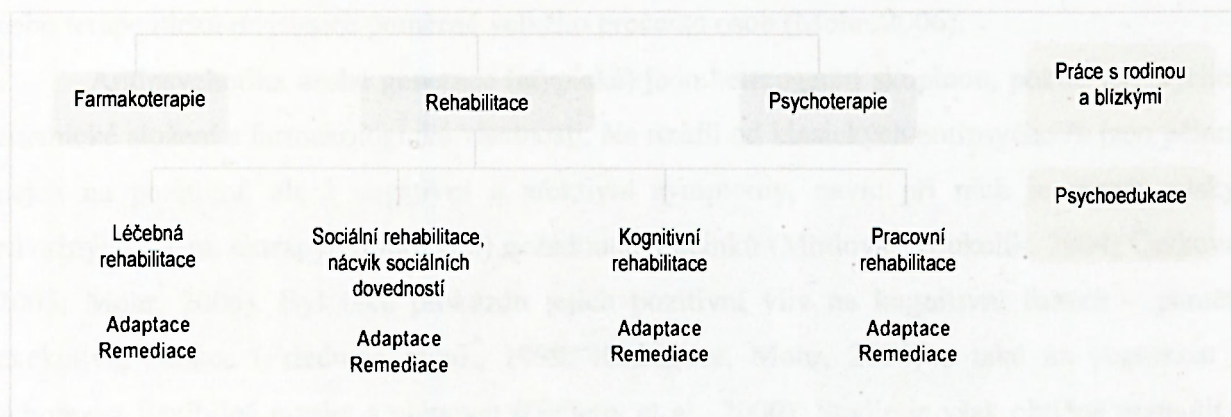 Farmakoterapie
Rehabilitace
Psychoterapie
Práce s rodinou
a blízkými
Psychoedukace
Léčebná
rehabilitace
Adaptace
Remediace
Sociální rehabilitace,
nácvik sociálních
dovedností
Adaptace
Remediace
Kognitivní
rehabilitace
Adaptace
Remediace
Pracovní
rehabilitace
Adaptace
Remediace